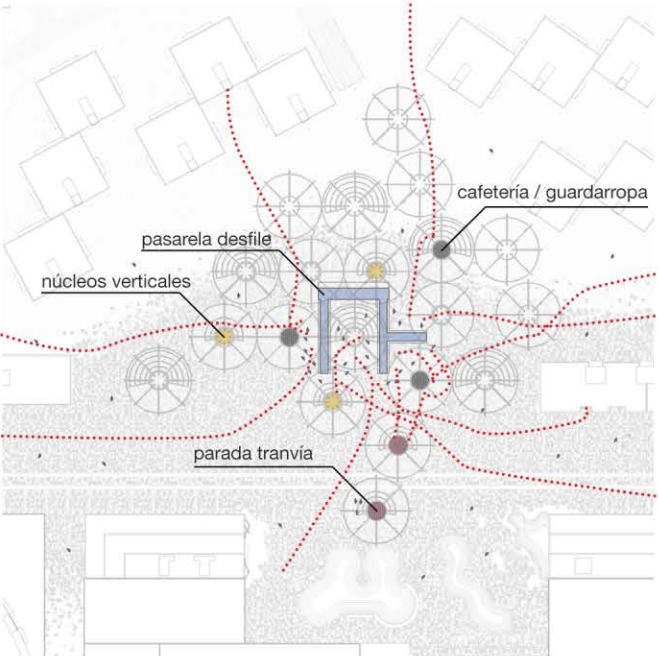 cafetería / guardarropa
pasarela desfile
núcleos verticales
parada tranvía